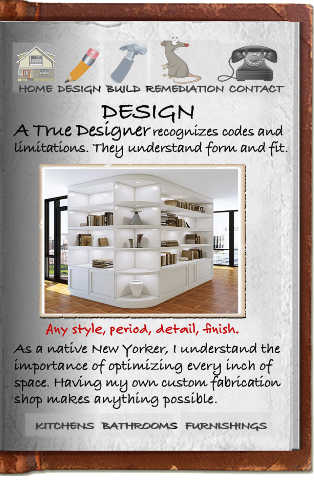 HOME DESIGN BUILD REMEDIATION CONTACT
DESIGN
A True Designer recognizes codes and
limitations. They understand form and fit.
Any style, period, detail, finish.
As a native New Yorker, I understand the
importance of optimizing every inch of
space. Having my own custom fabrication
shop makes anything possible.
KITCHENS BATHROOMS FURNISHINGS